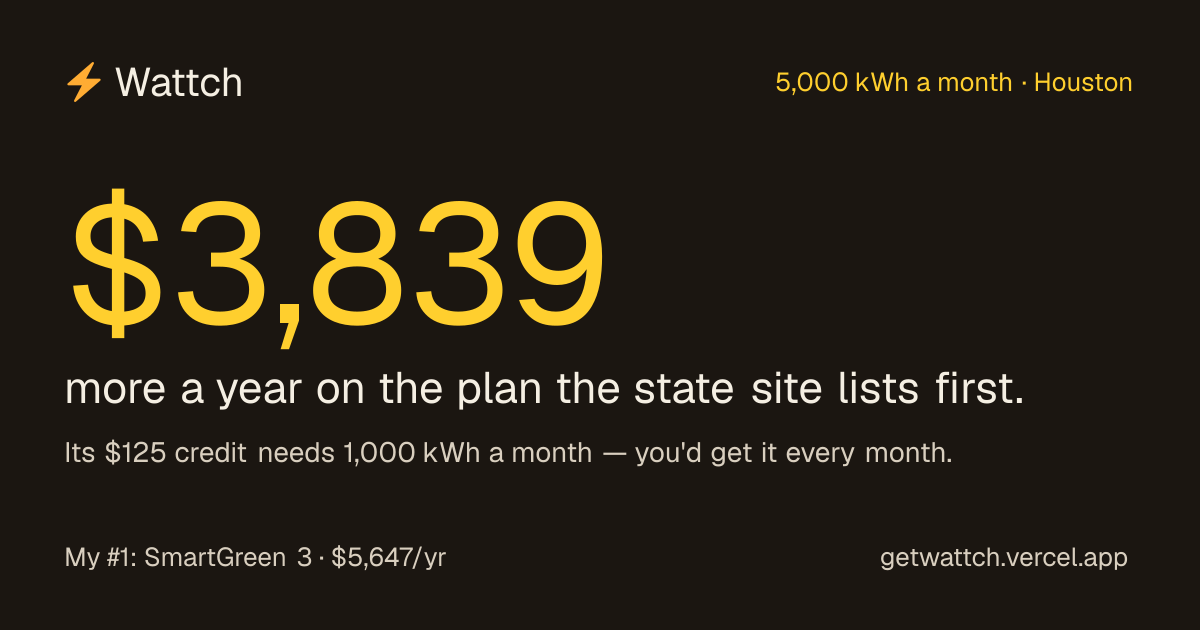 ⚡ Wattch
5,000 kWh a month · Houston
$3,839
more a year on the plan the state site lists first.
Its $125 credit needs 1,000 kWh a month — you'd get it every month.
My #1: SmartGreen 3 · $5,647/yr
getwattch.vercel.app